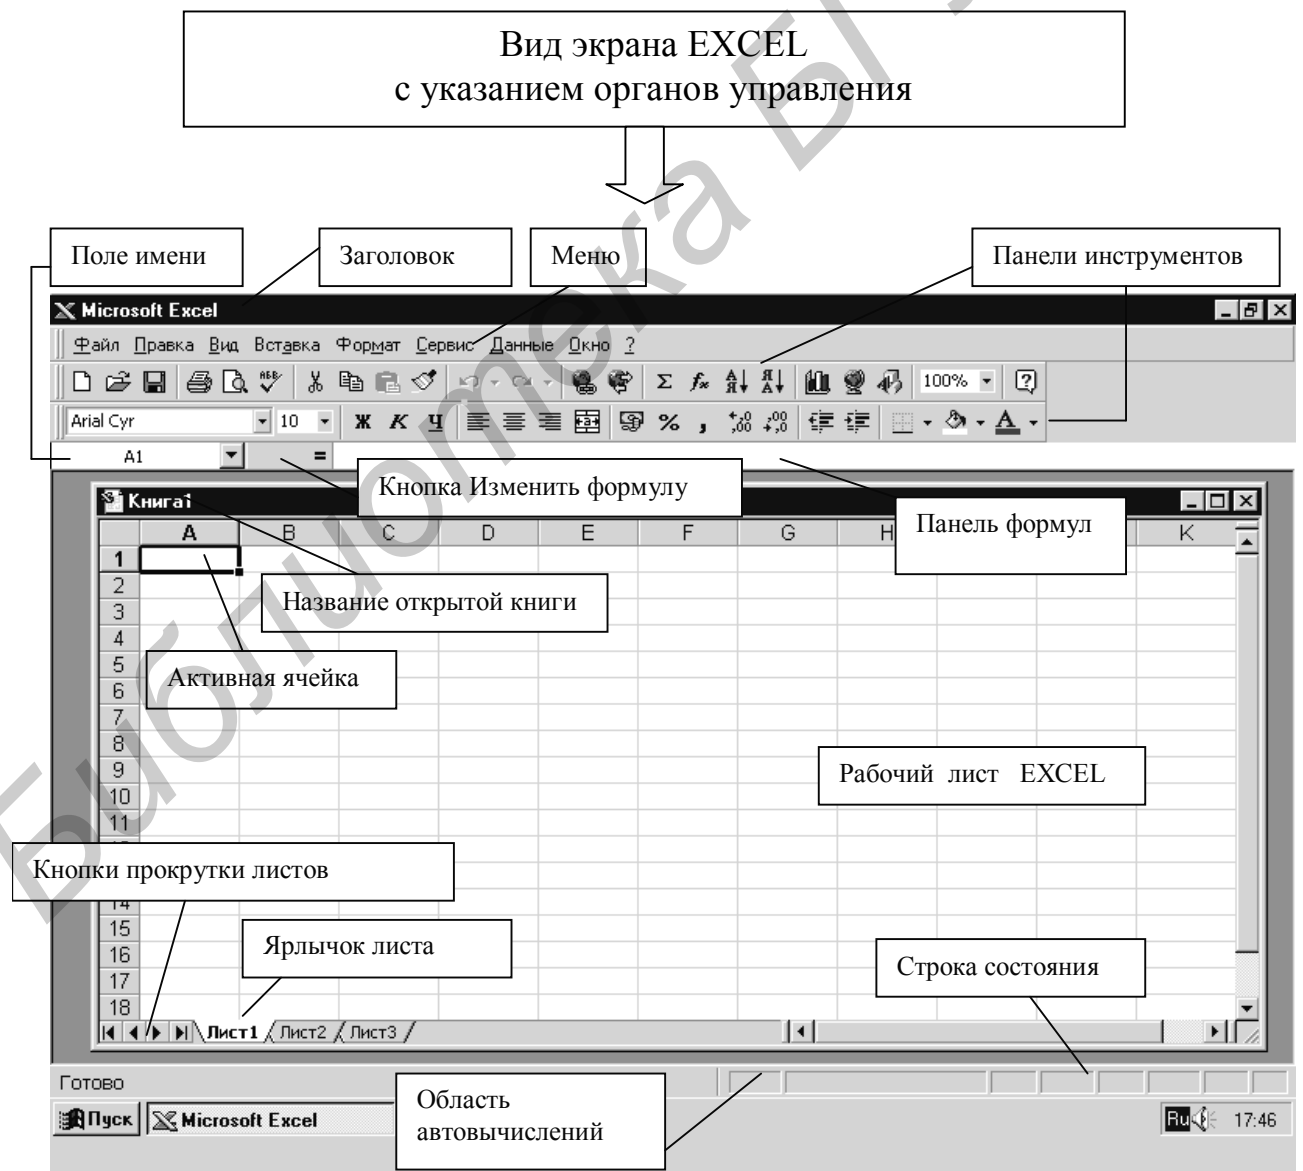 Вид экрана EXCEL
с указанием органов управления
Поле имени
Заголовок
Меню
Панели инструментов
Microsoft Excel
Файл Правка Вид Вставка Формат Сервис Данные Окно ?
100%
Arial Cyr 10 Ж К Ч % ,
A1 =
Кнопка Изменить формулу
Панель формул
Книга1
A B C D E F G H K
1
2
3
4
5
6
7
8
9
10
11
14
15
16
17
18
Название открытой книги
Активная ячейка
Рабочий лист EXCEL
Кнопки прокрутки листов
Ярлычок листа
Строка состояния
Лист1 Лист2 Лист3
Готово
Область
автовычислений
Пуск Microsoft Excel
Ru 17:46
Библиотека